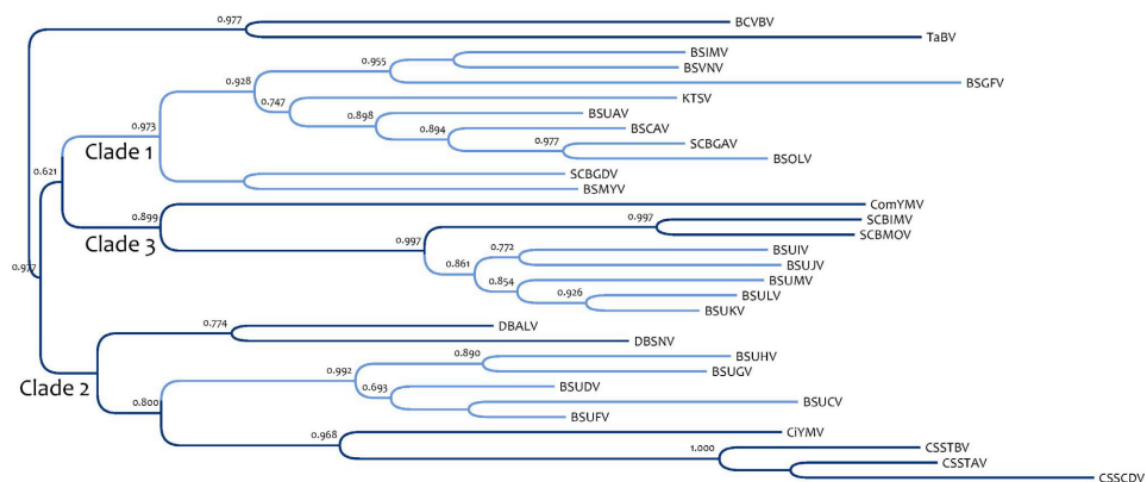 0.977
BCVBV
TaBV
BSIMV
0.955
BSVNV
0.928
BSGFV
0.747
KTSV
BSUAV
0.898
BSCAV
0.894
0.973
0.977
SCBGAV
Clade 1
BSOLV
0.621
SCBGDV
BSMYV
ComYMV
0.899
0.997
SCBIMV
Clade 3
SCBMOV
0.997
0.772
BSUIV
0.977
0.861
BSUJV
0.854
BSUMV
0.926
BSULV
BSUKV
0.774
DBALV
DBSNV
0.890
BSUHV
0.992
BSUGV
Clade 2
0.693
BSUDV
0.800
BSUCV
BSUFV
0.968
CiYMV
1.000
CSSTBV
CSSTAV
CSSCDV